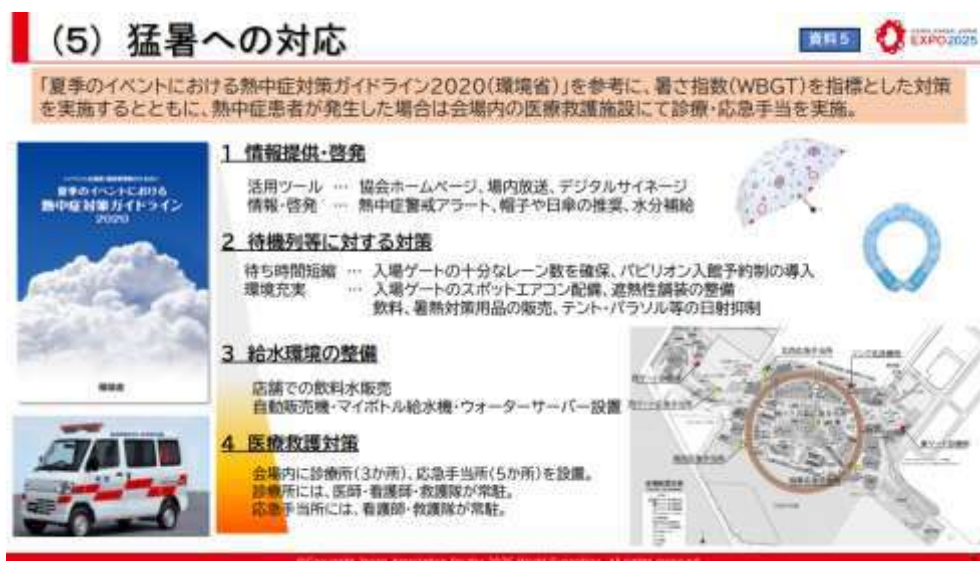 (5) 猛暑への対応
資料5
EXPO2025
「夏季のイベントにおける熱中症対策ガイドライン2020(環境省)」を参考に、暑さ指数(WBGT)を指標とした対策
を実施するとともに、熱中症患者が発生した場合は会場内の医療救護施設にて診療・応急手当を実施。
夏季のイベントにおける
熱中症対策ガイドライン
2020
環境省
1 情報提供・啓発
活用ツール … 協会ホームページ、場内放送、デジタルサイネージ
情報・啓発 … 熱中症警戒アラート、帽子や日傘の推奨、水分補給
2 待機列等に対する対策
待ち時間短縮 … 入場ゲートの十分なレーン数を確保、パビリオン入館予約制の導入
環境充実 … 入場ゲートのスポットエアコン配備、遮熱性舗装の整備
飲料、暑熱対策用品の販売、テント・パラソル等の日射抑制
3 給水環境の整備
店舗での飲料水販売
自動販売機・マイボトル給水機・ウォーターサーバー設置
4 医療救護対策
会場内に診療所(3か所)、応急手当所(5か所)を設置。
診療所には、医師・看護師・救護隊が常駐。
応急手当所には、看護師・救護隊が常駐。